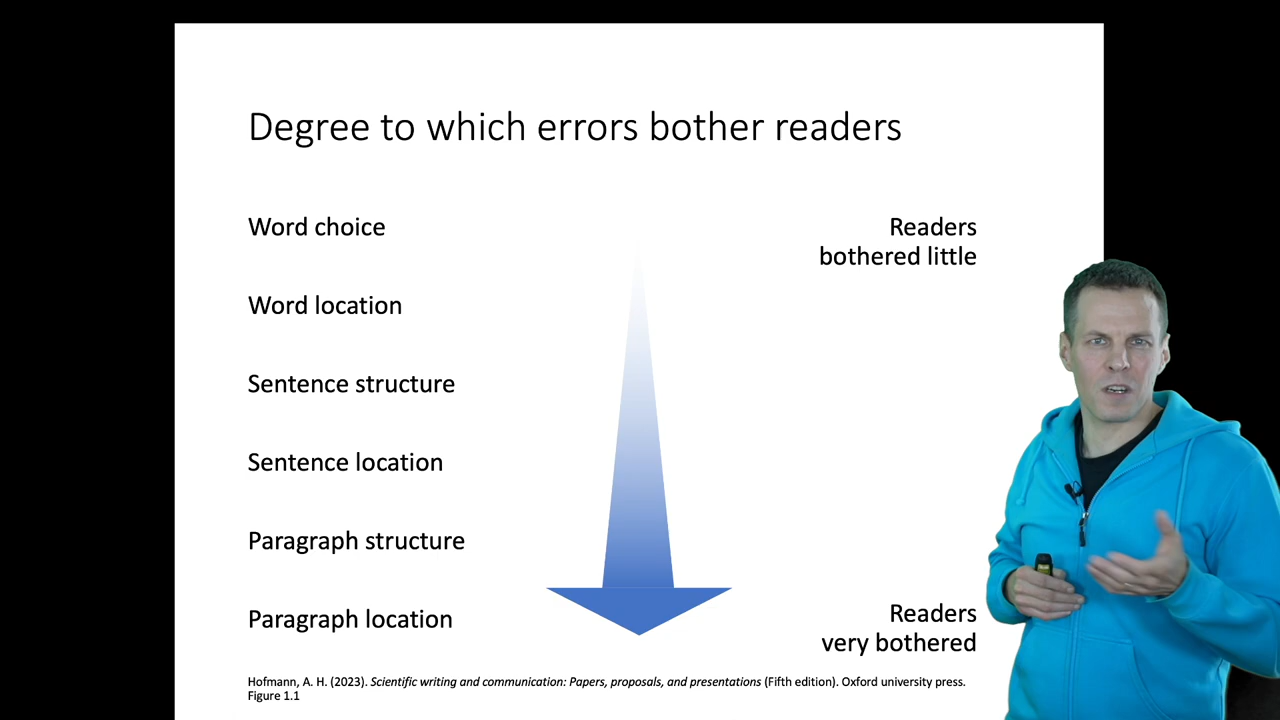 Degree to which errors bother readers
Word choice
Readers
bothered little
Word location
Sentence structure
Sentence location
Paragraph structure
Paragraph location
Readers
very bothered
Hofmann, A. H. (2023). Scientific writing and communication: Papers, proposals, and presentations (Fifth edition). Oxford university press.
Figure 1.1